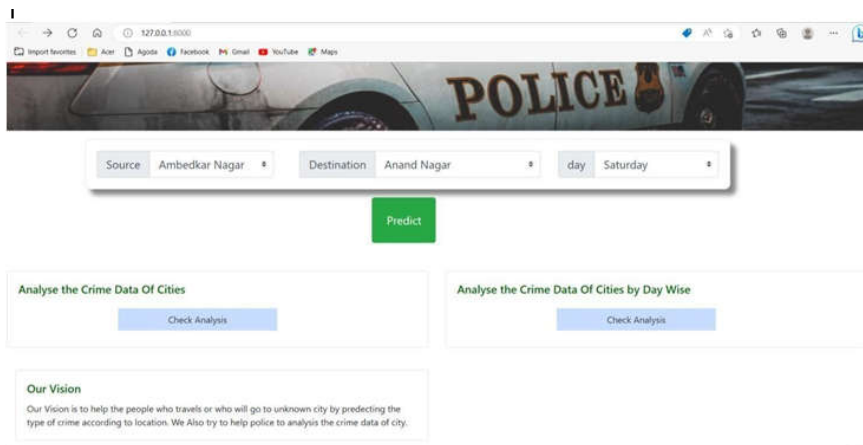 127.0.0.1:8000
Import favorites Acer Agoda Facebook Gmail YouTube Maps
POLICE
Source Ambedkar Nagar Destination Anand Nagar day Saturday
Predict
Analyse the Crime Data Of Cities
Check Analysis
Analyse the Crime Data Of Cities by Day Wise
Check Analysis
Our Vision
Our Vision is to help the people who travels or who will go to unknown city by predecting the
type of crime according to location. We Also try to help police to analysis the crime data of city.